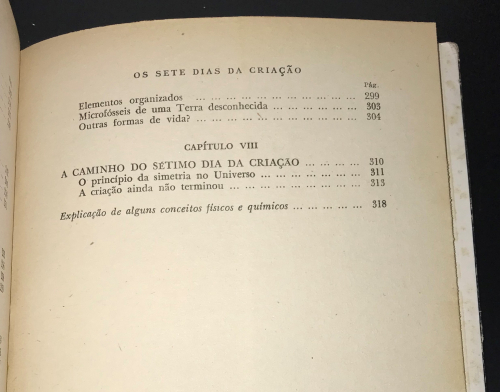 OS SETE DIAS DA CRIAÇÃO
Pág.
Elementos organizados ... ... ... ... ... ... ... ... ... ... 299
Microfósseis de uma Terra desconhecida ... ... ... ... ... 303
Outras formas de vida? ... ... ... ... ... ... ... ... ... ... 304
CAPÍTULO VIII
A CAMINHO DO SÉTIMO DIA DA CRIAÇÃO ... ... ... ... 310
O princípio da simetria no Universo ... ... ... ... ... ... 311
A criação ainda não terminou ... ... ... ... ... ... ... ... 313
Explicação de alguns conceitos físicos e químicos ... ... ... ... 318